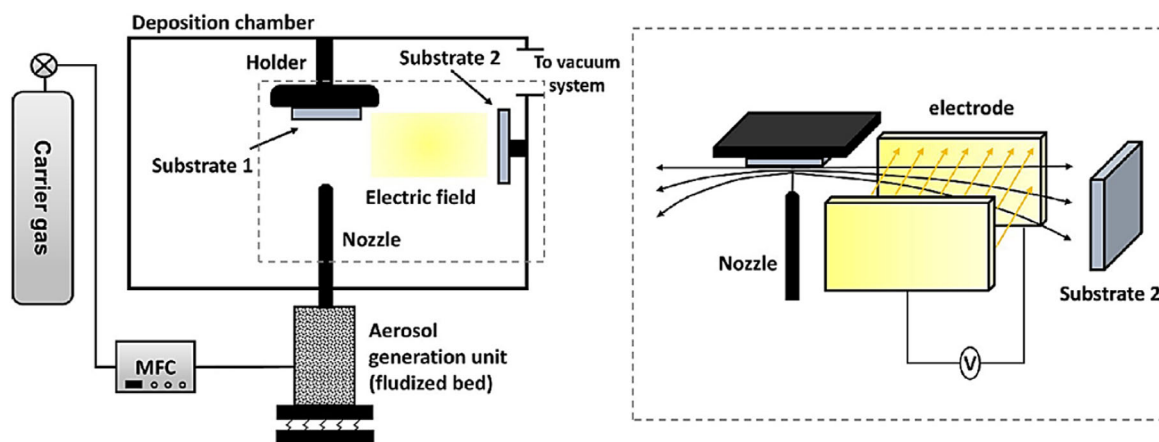 Deposition chamber
Holder
Substrate 2
To vacuum
system
Carrier gas
Substrate 1
Electric field
Nozzle
Aerosol
generation unit
(fludized bed)
MFC
electrode
Nozzle
Substrate 2
V